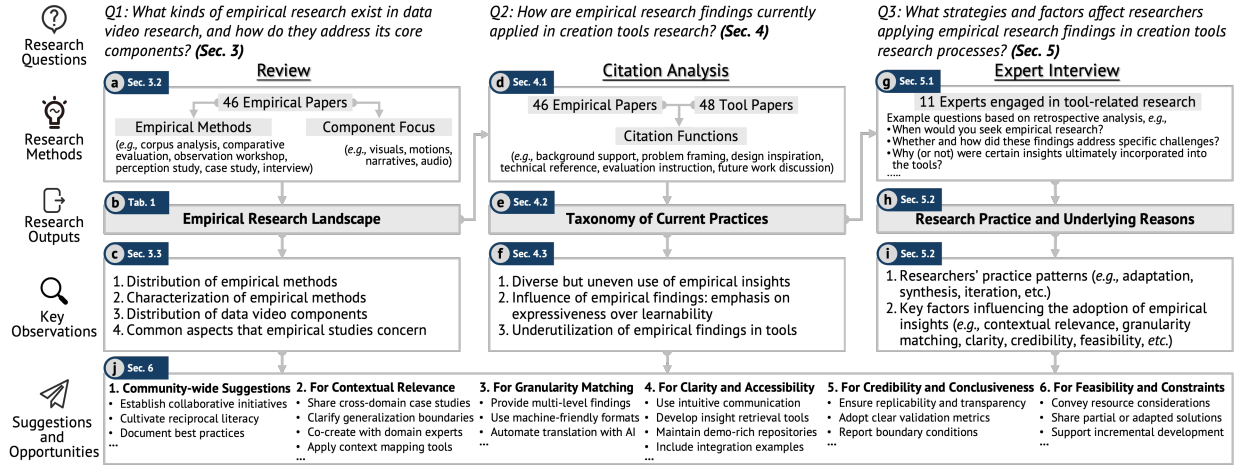 Research
Questions
Q1: What kinds of empirical research exist in data
video research, and how do they address its core
components? (Sec. 3)
Q2: How are empirical research findings currently
applied in creation tools research? (Sec. 4)
Q3: What strategies and factors affect researchers
applying empirical research findings in creation tools
research processes? (Sec. 5)
Research
Methods
Review
a Sec. 3.2
46 Empirical Papers
Empirical Methods
(e.g., corpus analysis, comparative
evaluation, observation workshop,
perception study, case study, interview)
Component Focus
(e.g., visuals, motions,
narratives, audio)
Citation Analysis
d Sec. 4.1
46 Empirical Papers
48 Tool Papers
Citation Functions
(e.g., background support, problem framing, design inspiration,
technical reference, evaluation instruction, future work discussion)
Expert Interview
g Sec. 5.1
11 Experts engaged in tool-related research
Example questions based on retrospective analysis, e.g.,
• When would you seek empirical research?
• Whether and how did these findings address specific challenges?
• Why (or not) were certain insights ultimately incorporated into
the tools?
.....
Research
Outputs
b Tab. 1
Empirical Research Landscape
e Sec. 4.2
Taxonomy of Current Practices
h Sec. 5.2
Research Practice and Underlying Reasons
Key
Observations
c Sec. 3.3
1. Distribution of empirical methods
2. Characterization of empirical methods
3. Distribution of data video components
4. Common aspects that empirical studies concern
f Sec. 4.3
1. Diverse but uneven use of empirical insights
2. Influence of empirical findings: emphasis on
expressiveness over learnability
3. Underutilization of empirical findings in tools
i Sec. 5.2
1. Researchers' practice patterns (e.g., adaptation,
synthesis, iteration, etc.)
2. Key factors influencing the adoption of empirical
insights (e.g., contextual relevance, granularity
matching, clarity, credibility, feasibility, etc.)
Suggestions
and
Opportunities
j Sec. 6
1. Community-wide Suggestions
• Establish collaborative initiatives
• Cultivate reciprocal literacy
• Document best practices
...
2. For Contextual Relevance
• Share cross-domain case studies
• Clarify generalization boundaries
• Co-create with domain experts
• Apply context mapping tools
...
3. For Granularity Matching
• Provide multi-level findings
• Use machine-friendly formats
• Automate translation with AI
...
4. For Clarity and Accessibility
• Use intuitive communication
• Develop insight retrieval tools
• Maintain demo-rich repositories
• Include integration examples
...
5. For Credibility and Conclusiveness
• Ensure replicability and transparency
• Adopt clear validation metrics
• Report boundary conditions
...
6. For Feasibility and Constraints
• Convey resource considerations
• Share partial or adapted solutions
• Support incremental development
...